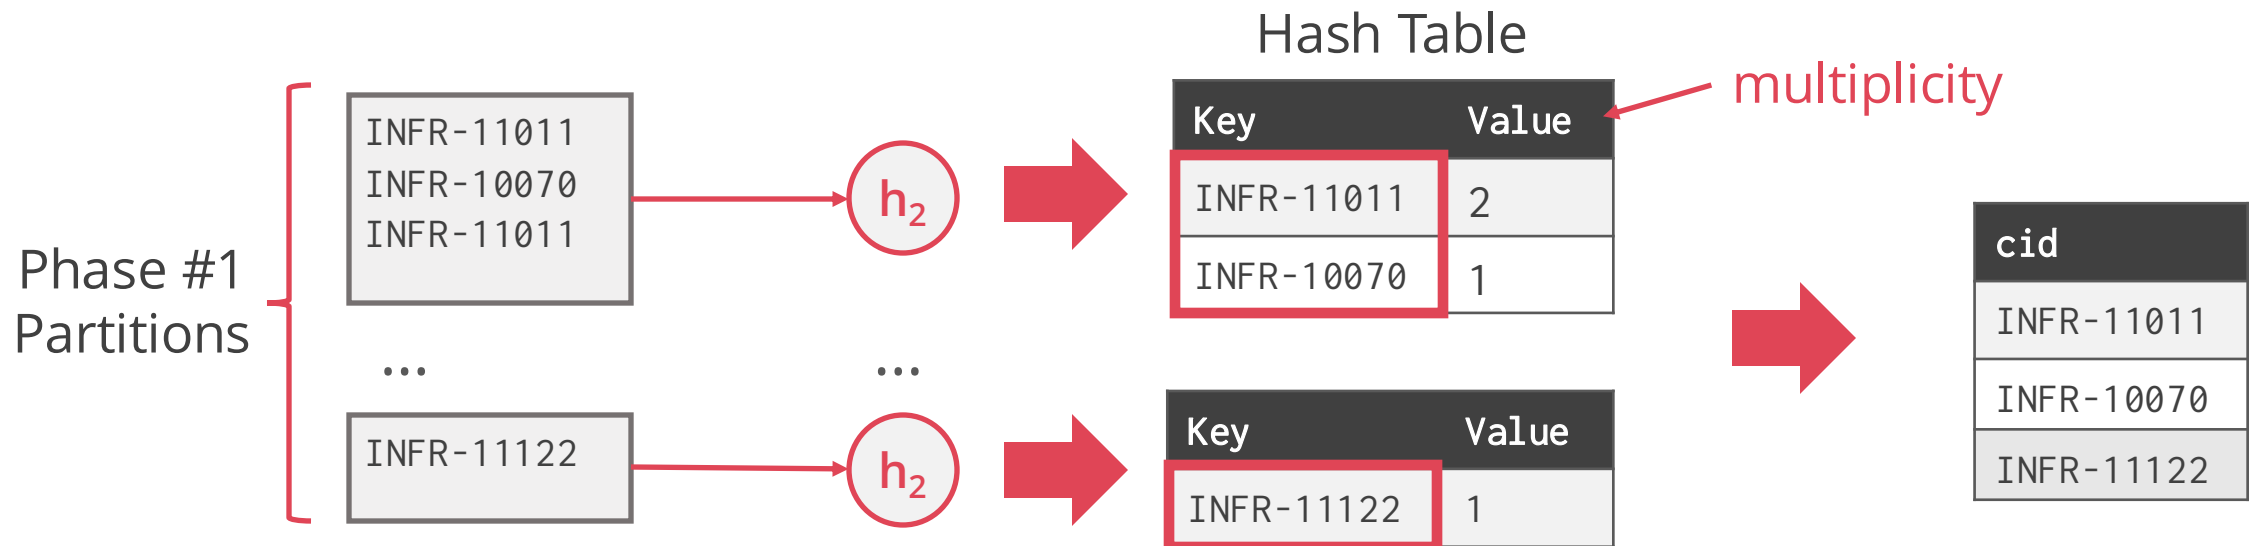 Hash Table
multiplicity
Phase #1
Partitions
INFR-11011
INFR-10070
INFR-11011
...
INFR-11122
h₂
...
h₂
Key Value
INFR-11011 2
INFR-10070 1
Key Value
INFR-11122 1
cid
INFR-11011
INFR-10070
INFR-11122